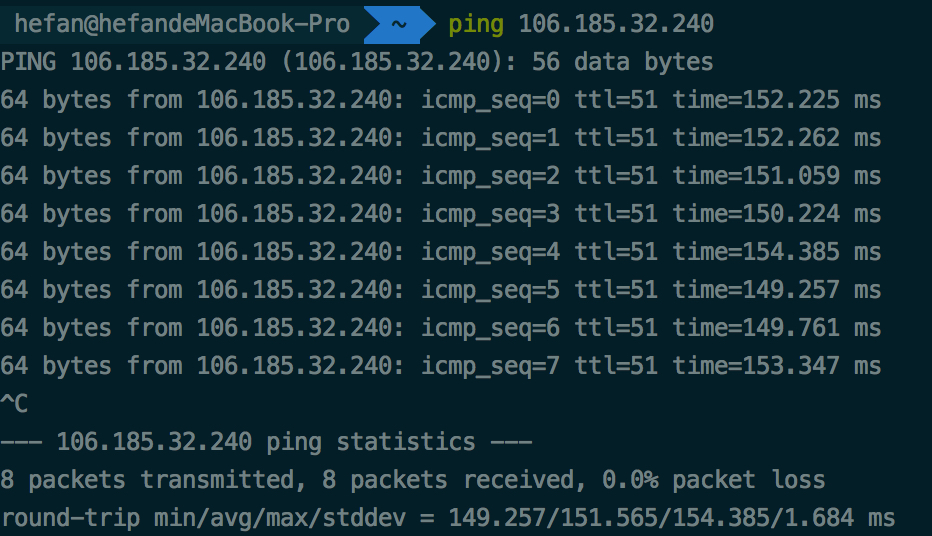 hefan@hefandeMacBook-Pro ~ ping 106.185.32.240
PING 106.185.32.240 (106.185.32.240): 56 data bytes
64 bytes from 106.185.32.240: icmp_seq=0 ttl=51 time=152.225 ms
64 bytes from 106.185.32.240: icmp_seq=1 ttl=51 time=152.262 ms
64 bytes from 106.185.32.240: icmp_seq=2 ttl=51 time=151.059 ms
64 bytes from 106.185.32.240: icmp_seq=3 ttl=51 time=150.224 ms
64 bytes from 106.185.32.240: icmp_seq=4 ttl=51 time=154.385 ms
64 bytes from 106.185.32.240: icmp_seq=5 ttl=51 time=149.257 ms
64 bytes from 106.185.32.240: icmp_seq=6 ttl=51 time=149.761 ms
64 bytes from 106.185.32.240: icmp_seq=7 ttl=51 time=153.347 ms
^C
--- 106.185.32.240 ping statistics ---
8 packets transmitted, 8 packets received, 0.0% packet loss
round-trip min/avg/max/stddev = 149.257/151.565/154.385/1.684 ms